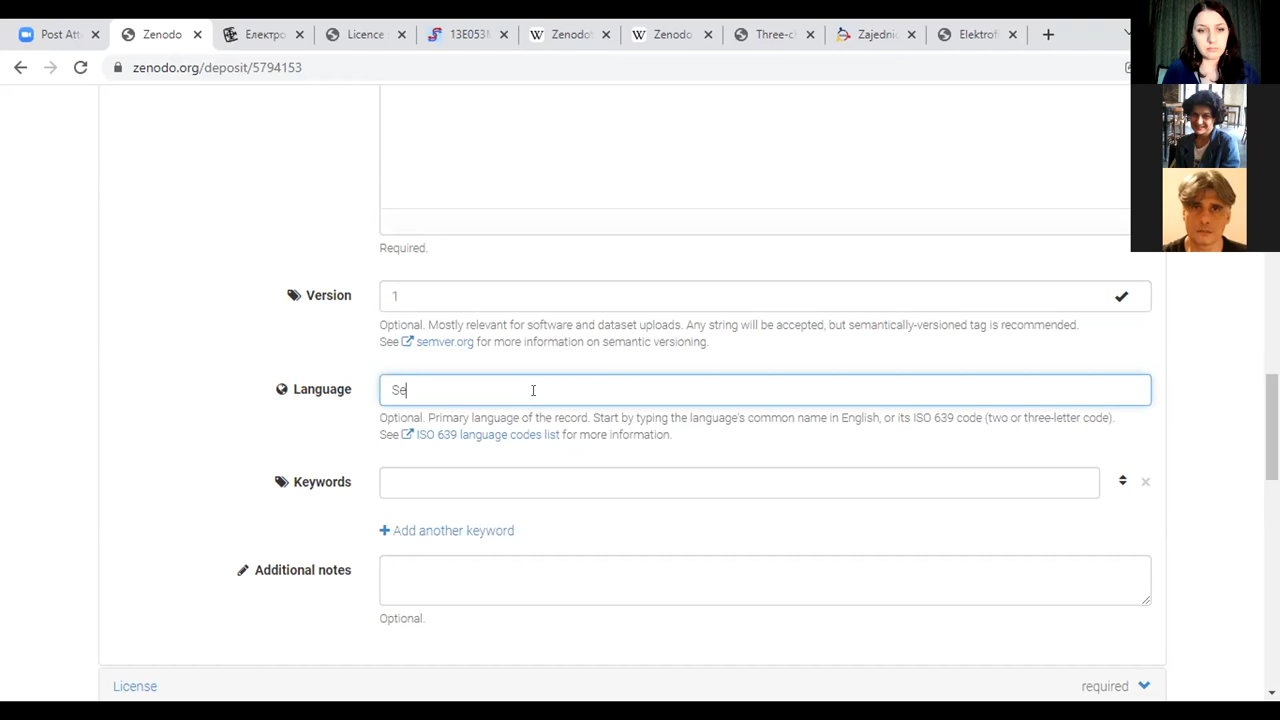 Post Att
Zenodo
Електро
Licence
13E053
Zenodo
Zenodo
Three-c
Zajednic
Elektrof
zenodo.org/deposit/5794153
Required.
Version
1
Optional. Mostly relevant for software and dataset uploads. Any string will be accepted, but semantically-versioned tag is recommended.
See semver.org for more information on semantic versioning.
Language
Se
Optional. Primary language of the record. Start by typing the language's common name in English, or its ISO 639 code (two or three-letter code).
See ISO 639 language codes list for more information.
Keywords
Add another keyword
Additional notes
Optional.
License
required